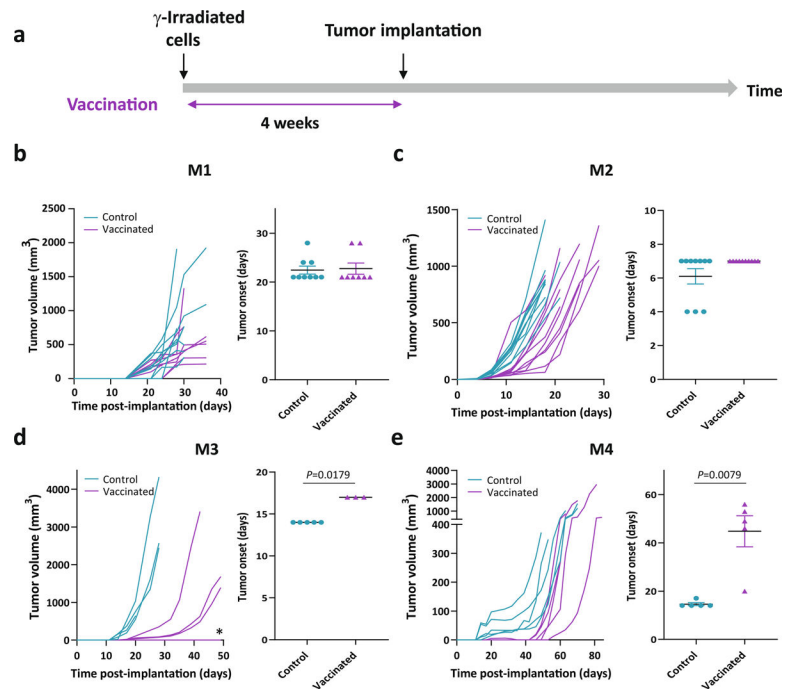 a
γ-Irradiated
cells
Tumor implantation
Time
Vaccination
4 weeks
b
M1
Tumor volume (mm3)
2500
2000
1500
1000
500
0
Control
Vaccinated
0 10 20 30 40
Time post-implantation (days)
Tumor onset (days)
30
20
10
0
Control
Vaccinated
c
M2
Tumor volume (mm3)
1500
1000
500
0
Control
Vaccinated
0 10 20 30
Time post-implantation (days)
Tumor onset (days)
10
8
6
4
2
0
Control
Vaccinated
d
M3
Tumor volume (mm3)
4000
3000
2000
1000
0
Control
Vaccinated
*
0 10 20 30 40 50
Time post-implantation (days)
Tumor onset (days)
20
15
10
5
0
P=0.0179
Control
Vaccinated
e
M4
Tumor volume (mm3)
4000
3000
2000
1000
400
300
200
100
0
Control
Vaccinated
0 20 40 60 80
Time post-implantation (days)
Tumor onset (days)
60
40
20
0
P=0.0079
Control
Vaccinated